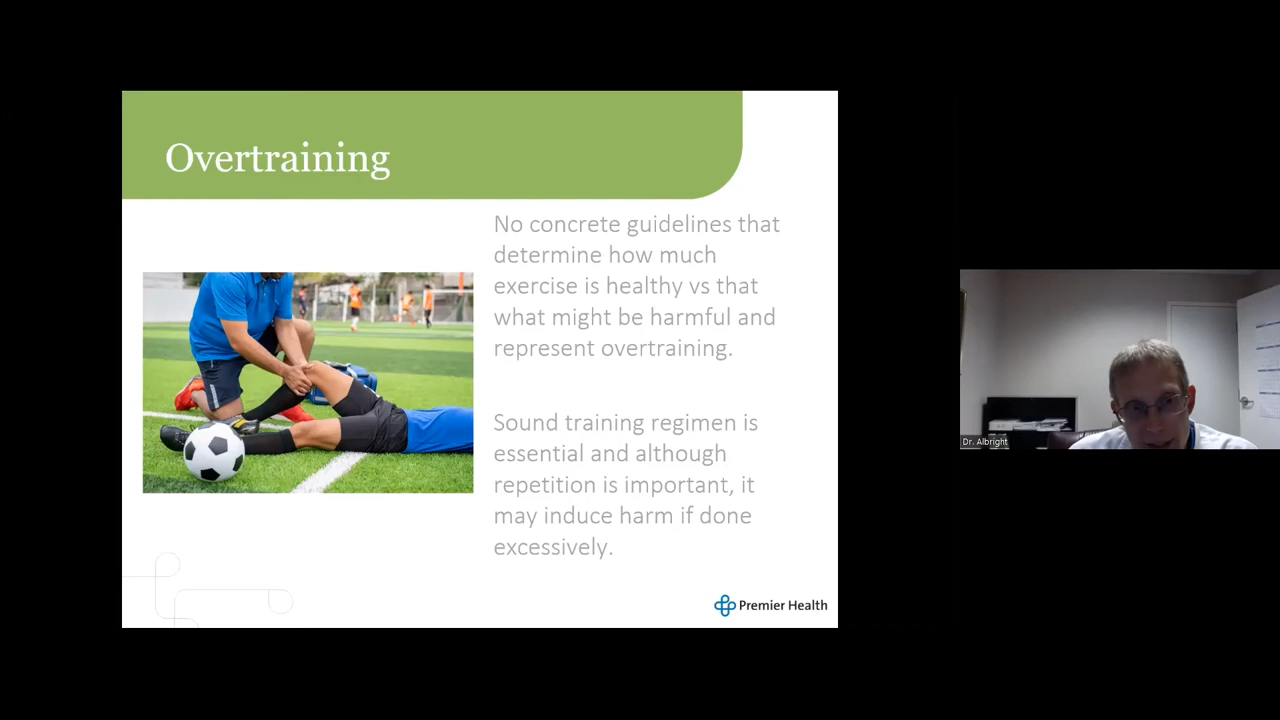 Overtraining
No concrete guidelines that
determine how much
exercise is healthy vs that
what might be harmful and
represent overtraining.
Sound training regimen is
essential and although
repetition is important, it
may induce harm if done
excessively.
Premier Health
Dr. Albright